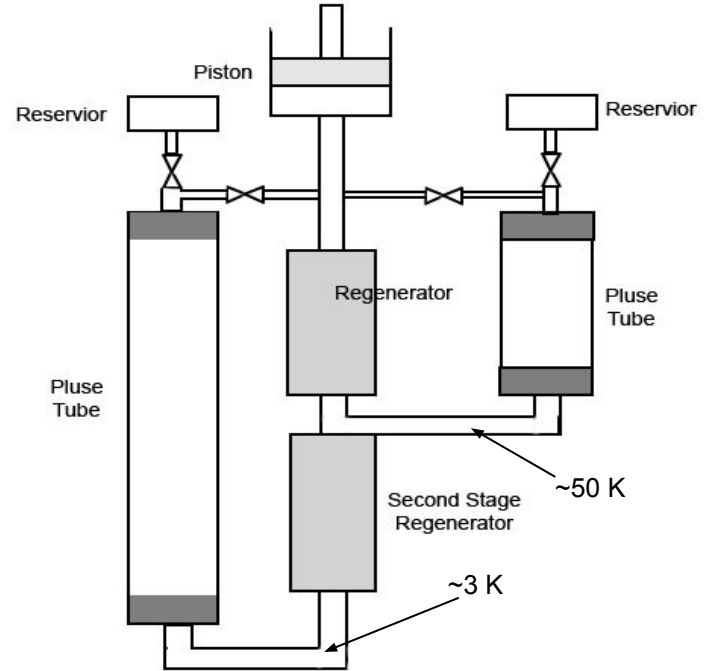 Piston
Reservior
Reservior
Regenerator
Pluse
Tube
Pluse
Tube
~50 K
Second Stage
Regenerator
~3 K